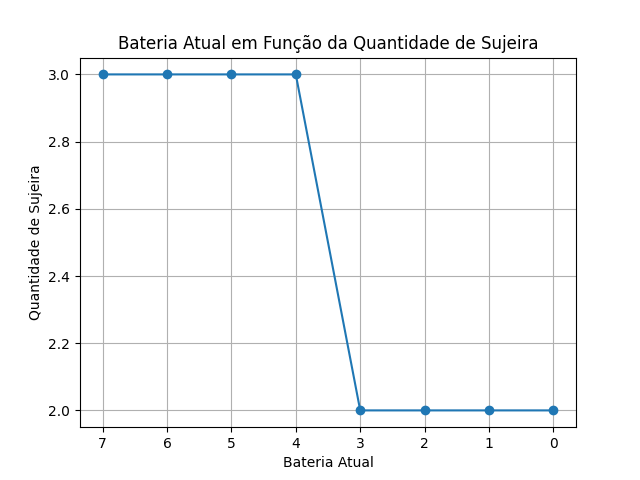 Bateria Atual em Função da Quantidade de Sujeira
Quantidade de Sujeira
3.0
2.8
2.6
2.4
2.2
2.0
7 6 5 4 3 2 1 0
Bateria Atual